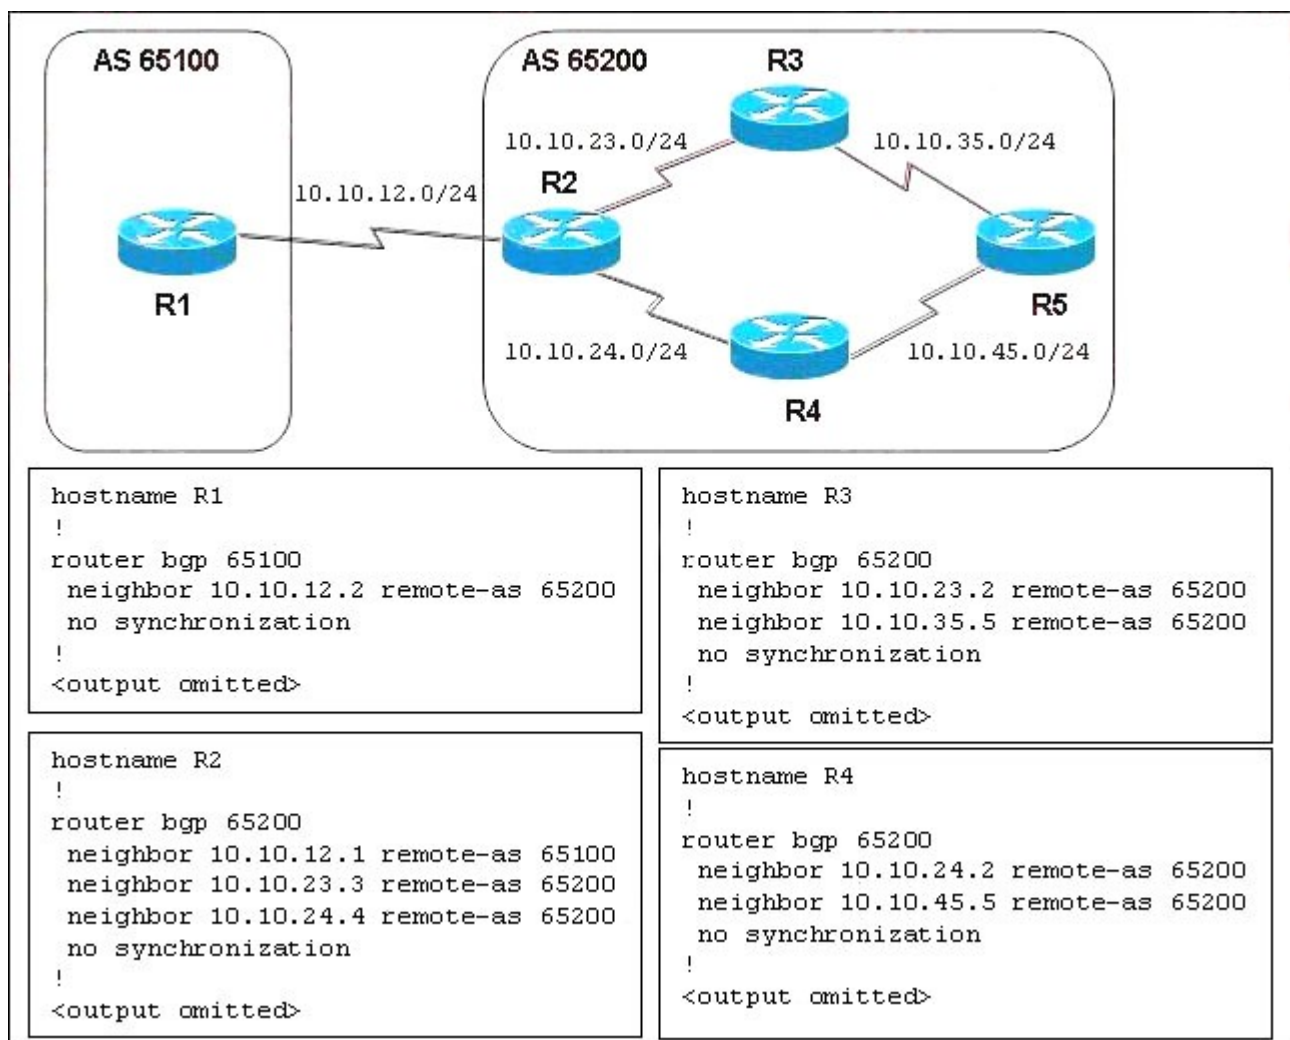 AS 65100
AS 65200
R3
10.10.23.0/24
10.10.35.0/24
R2
10.10.12.0/24
R1
R5
10.10.24.0/24
10.10.45.0/24
R4
hostname R1
!
router bgp 65100
neighbor 10.10.12.2 remote-as 65200
no synchronization
!
<output omitted>
hostname R2
!
router bgp 65200
neighbor 10.10.12.1 remote-as 65100
neighbor 10.10.23.3 remote-as 65200
neighbor 10.10.24.4 remote-as 65200
no synchronization
!
<output omitted>
hostname R3
!
router bgp 65200
neighbor 10.10.23.2 remote-as 65200
neighbor 10.10.35.5 remote-as 65200
no synchronization
!
<output omitted>
hostname R4
!
router bgp 65200
neighbor 10.10.24.2 remote-as 65200
neighbor 10.10.45.5 remote-as 65200
no synchronization
!
<output omitted>